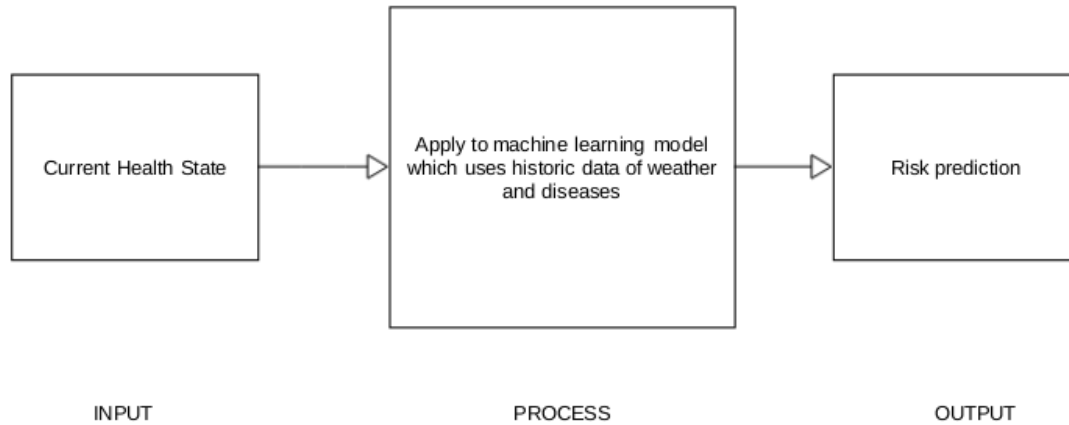 Current Health State
Apply to machine learning model
which uses historic data of weather
and diseases
Risk prediction
INPUT
PROCESS
OUTPUT